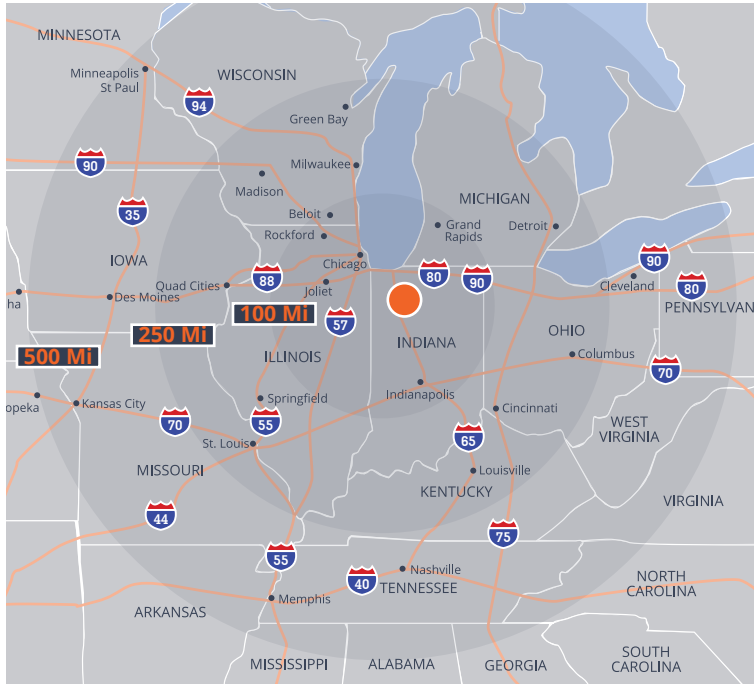 MINNESOTA
Minneapolis
St Paul
WISCONSIN
94
Green Bay
90
Milwaukee
Madison
MICHIGAN
35
Beloit
Grand
Rapids
Detroit
Rockford
IOWA
Chicago
90
88
80
90
Quad Cities
Joliet
Cleveland
80
ha
Des Moines
PENNSYLVAN
100 Mi
57
250 Mi
OHIO
INDIANA
500 Mi
ILLINOIS
Columbus
70
Indianapolis
opeka
Kansas City
Springfield
Cincinnati
70
55
WEST
VIRGINIA
St. Louis
65
MISSOURI
Louisville
KENTUCKY
VIRGINIA
44
75
55
Nashville
40
TENNESSEE
NORTH
CAROLINA
Memphis
ARKANSAS
SOUTH
CAROLINA
MISSISSIPPI
ALABAMA
GEORGIA